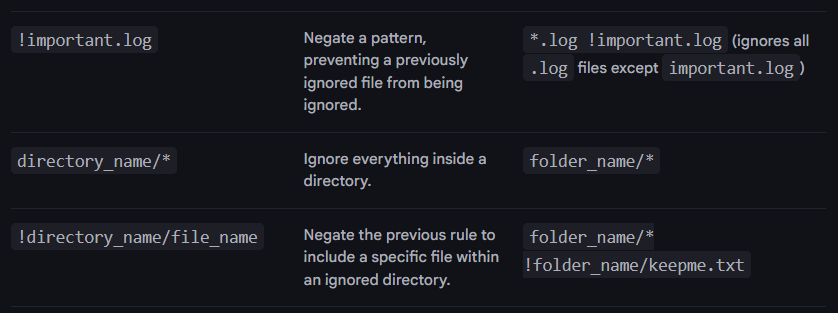 !important.log
Negate a pattern,
preventing a previously
ignored file from being
ignored.
*.log !important.log (ignores all
.log files except important.log)
directory_name/*
Ignore everything inside a
directory.
folder_name/*
!directory_name/file_name
Negate the previous rule to
include a specific file within
an ignored directory.
folder_name/*
!folder_name/keepme.txt